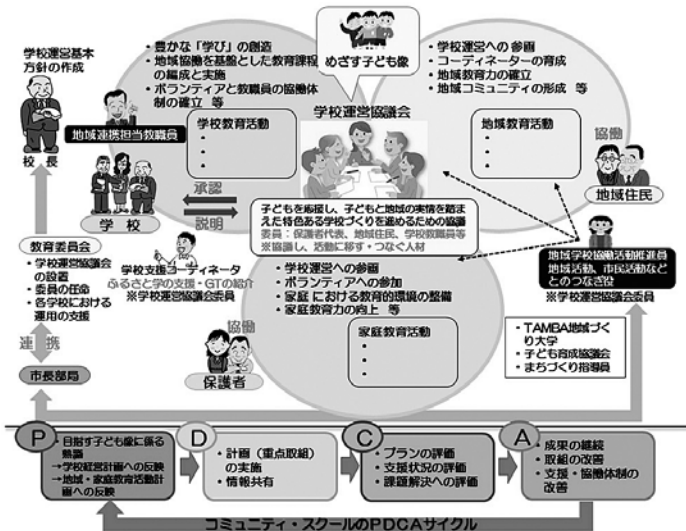 めざす子ども像
学校運営基本
方針の作成
校 長
地域連携担当教職員
・豊かな「学び」の創造
・地域協働を基盤とした教育課程
の編成と実施
・ボランティアと教職員の協働体
制の確立 等
学校教育活動
・
・
・
学校運営協議会
・学校運営への参画
・コーディネーターの育成
・地域教育力の確立
・地域コミュニティの形成 等
地域教育活動
・
・
・
協働
地域住民
学 校
承認
説明
子どもを応援し、子どもと地域の実情を踏ま
えた特色ある学校づくりを進めるための協議
委員：保護者代表、地域住民、学校教職員等
※協議し、活動に移す・つなぐ人材
教育委員会
・学校運営協議会
の設置
・委員の任命
・各学校における
運用の支援
連 携
市長部局
学校支援コーディネータ
ふるさと学の支援・GTの紹介
※学校運営協議会委員
・学校運営への参画
・ボランティアへの参加
・家庭における教育的環境の整備
・家庭教育力の向上 等
家庭教育活動
・
・
・
協働
保護者
地域学校協働活動推進員
地域活動、市民活動など
とのつなぎ役
※学校運営協議会委員
・TAMBA地域づく
り大学
・子ども育成協議会
・まちづくり指導員
P
・目指す子ども像に係る
熟議
→学校経営計画への反映
→地域・家庭教育活動計
画への反映
D
・計画（重点取組）
の実施
・情報共有
C
・プランの評価
・支援状況の評価
・課題解決への評価
A
・成果の継続
・取組の改善
・支援・協働体制の
改善
コミュニティ・スクールのPDCAサイクル